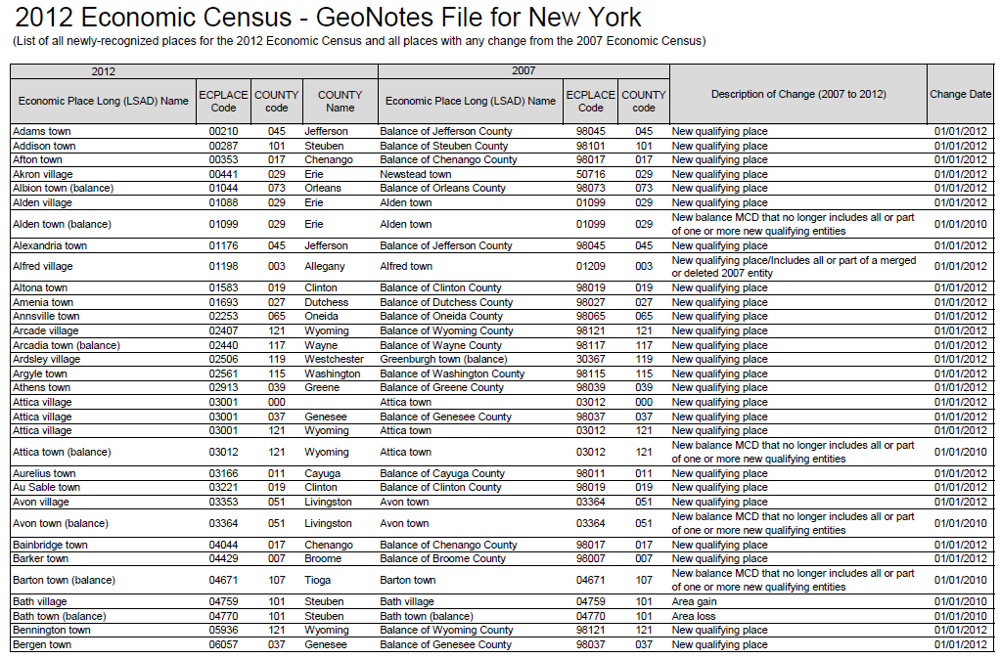 2012 Economic Census - GeoNotes File for New York
(List of all newly-recognized places for the 2012 Economic Census and all places with any change from the 2007 Economic Census)
2012 2007
Economic Place Long (LSAD) Name ECPLACE Code COUNTY code COUNTY Name Economic Place Long (LSAD) Name ECPLACE Code COUNTY code Description of Change (2007 to 2012) Change Date
Adams town 00210 045 Jefferson Balance of Jefferson County 98045 045 New qualifying place 01/01/2012
Addison town 00287 101 Steuben Balance of Steuben County 98101 101 New qualifying place 01/01/2012
Afton town 00353 017 Chenango Balance of Chenango County 98017 017 New qualifying place 01/01/2012
Akron village 00441 029 Erie Newstead town 50716 029 New qualifying place 01/01/2012
Albion town (balance) 01044 073 Orleans Balance of Orleans County 98073 073 New qualifying place 01/01/2012
Alden village 01088 029 Erie Alden town 01099 029 New qualifying place 01/01/2012
Alden town (balance) 01099 029 Erie Alden town 01099 029 New balance MCD that no longer includes all or part of one or more new qualifying entities 01/01/2010
Alexandria town 01176 045 Jefferson Balance of Jefferson County 98045 045 New qualifying place 01/01/2012
Alfred village 01198 003 Allegany Alfred town 01209 003 New qualifying place/Includes all or part of a merged or deleted 2007 entity 01/01/2012
Altona town 01583 019 Clinton Balance of Clinton County 98019 019 New qualifying place 01/01/2012
Amenia town 01693 027 Dutchess Balance of Dutchess County 98027 027 New qualifying place 01/01/2012
Annsville town 02253 065 Oneida Balance of Oneida County 98065 065 New qualifying place 01/01/2012
Arcade village 02407 121 Wyoming Balance of Wyoming County 98121 121 New qualifying place 01/01/2012
Arcadia town (balance) 02440 117 Wayne Balance of Wayne County 98117 117 New qualifying place 01/01/2012
Ardsley village 02506 119 Westchester Greenburgh town (balance) 30367 119 New qualifying place 01/01/2012
Argyle town 02561 115 Washington Balance of Washington County 98115 115 New qualifying place 01/01/2012
Athens town 02913 039 Greene Balance of Greene County 98039 039 New qualifying place 01/01/2012
Attica village 03001 000 Attica town 03012 000 New qualifying place 01/01/2012
Attica village 03001 037 Genesee Balance of Genesee County 98037 037 New qualifying place 01/01/2012
Attica village 03001 121 Wyoming Attica town 03012 121 New qualifying place 01/01/2012
Attica town (balance) 03012 121 Wyoming Attica town 03012 121 New balance MCD that no longer includes all or part of one or more new qualifying entities 01/01/2010
Aurelius town 03166 011 Cayuga Balance of Cayuga County 98011 011 New qualifying place 01/01/2012
Au Sable town 03221 019 Clinton Balance of Clinton County 98019 019 New qualifying place 01/01/2012
Avon village 03353 051 Livingston Avon town 03364 051 New qualifying place 01/01/2012
Avon town (balance) 03364 051 Livingston Avon town 03364 051 New balance MCD that no longer includes all or part of one or more new qualifying entities 01/01/2010
Bainbridge town 04044 017 Chenango Balance of Chenango County 98017 017 New qualifying place 01/01/2012
Barker town 04429 007 Broome Balance of Broome County 98007 007 New qualifying place 01/01/2012
Barton town (balance) 04671 107 Tioga Barton town 04671 107 New balance MCD that no longer includes all or part of one or more new qualifying entities 01/01/2010
Bath village 04759 101 Steuben Bath village 04759 101 Area gain 01/01/2010
Bath town (balance) 04770 101 Steuben Bath town (balance) 04770 101 Area loss 01/01/2010
Bennington town 05936 121 Wyoming Balance of Wyoming County 98121 121 New qualifying place 01/01/2012
Bergen town 06057 037 Genesee Balance of Genesee County 98037 037 New qualifying place 01/01/2012